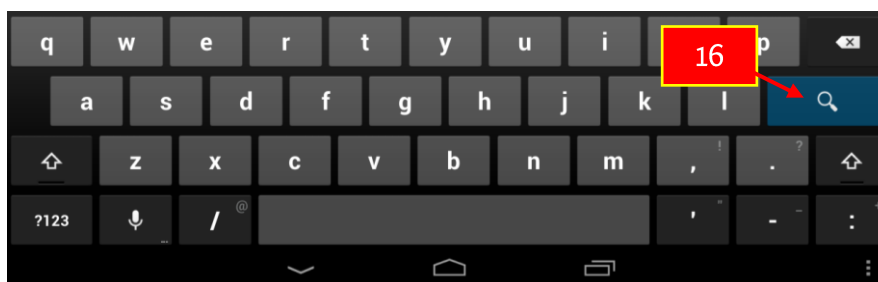 q w e r t y u i p
16
a s d f g h j k l
z x c v b n m , ! . ?
?123 / @ ' " - _ :